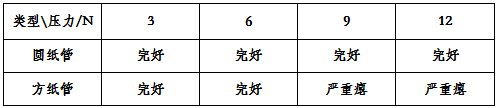 类型\压力/N 3 6 9 12
圆纸管 完好 完好 完好 完好
方纸管 完好 完好 严重瘪 严重瘪